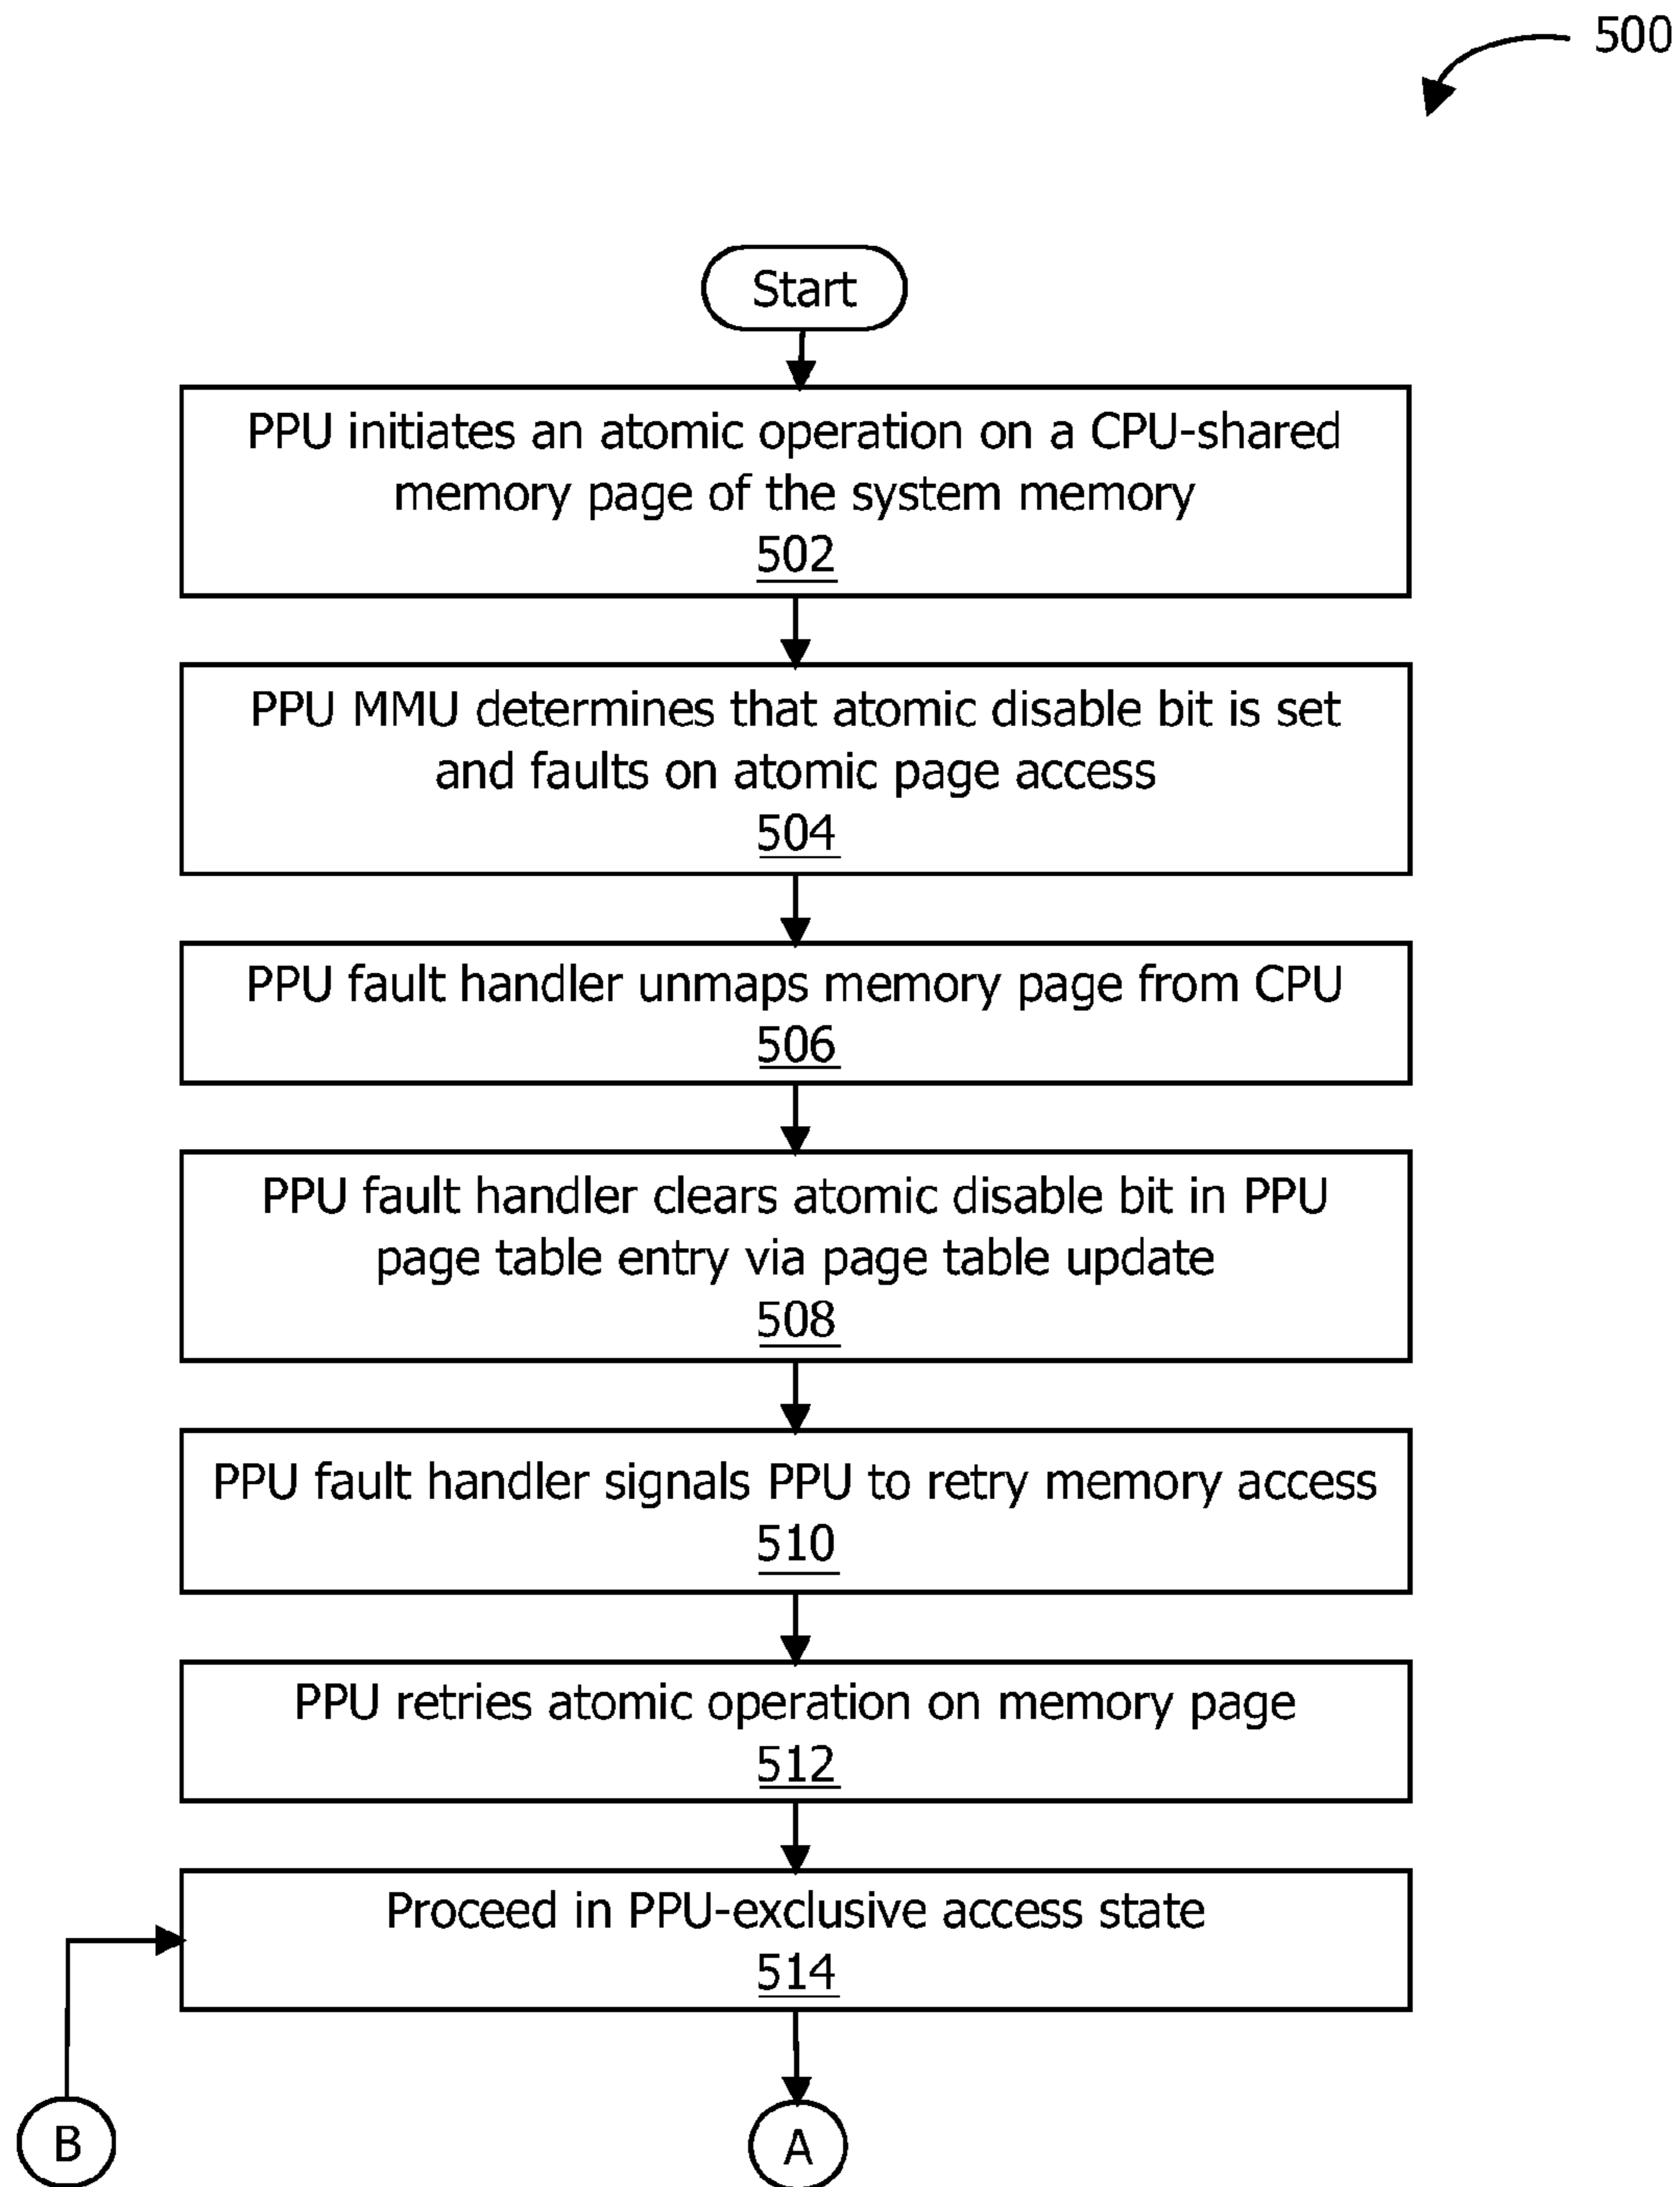 500
Start
PPU initiates an atomic operation on a CPU-shared
memory page of the system memory
502
PPU MMU determines that atomic disable bit is set
and faults on atomic page access
504
PPU fault handler unmaps memory page from CPU
506
PPU fault handler clears atomic disable bit in PPU
page table entry via page table update
508
PPU fault handler signals PPU to retry memory access
510
PPU retries atomic operation on memory page
512
Proceed in PPU-exclusive access state
514
B
A